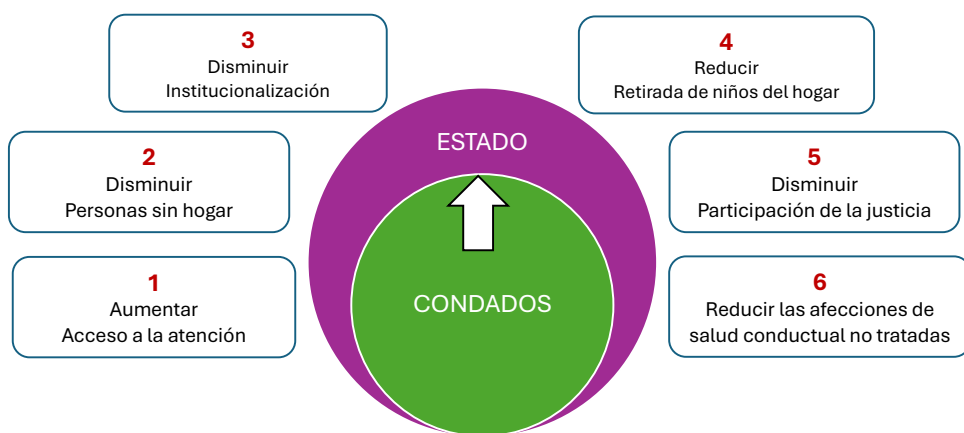 3
Disminuir
Institucionalización
4
Reducir
Retirada de niños del hogar
2
Disminuir
Personas sin hogar
ESTADO
5
Disminuir
Participación de la justicia
1
Aumentar
Acceso a la atención
CONDADOS
6
Reducir las afecciones de
salud conductual no tratadas